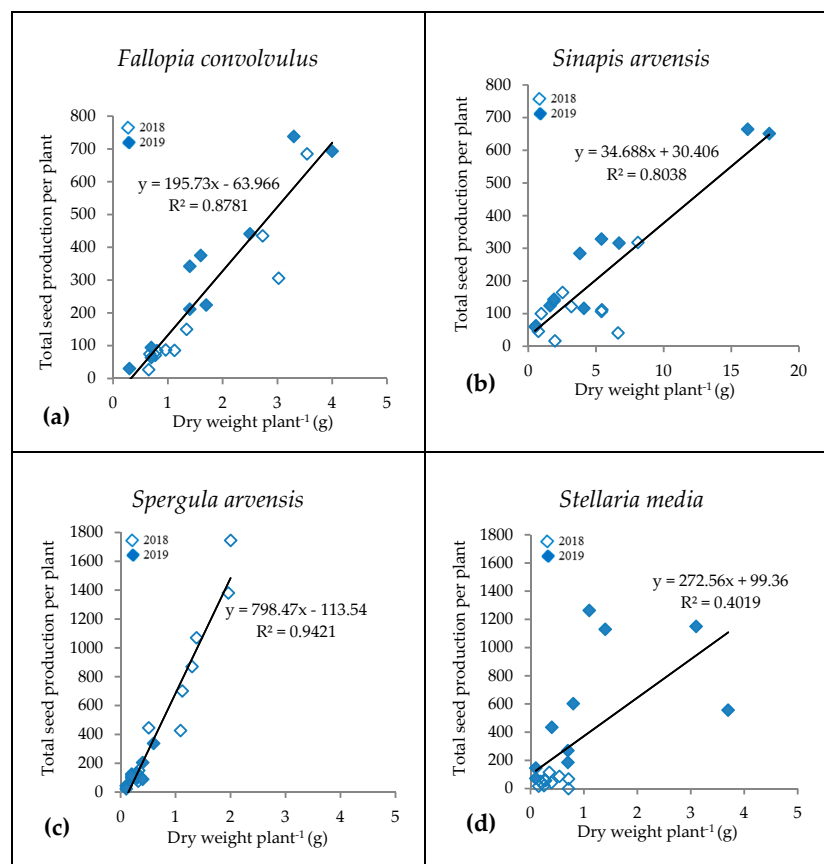 Fallopia convolvulus
2018
2019
800
700
600
500
400
300
200
100
0
Total seed production per plant
y = 195.73x - 63.966
R² = 0.8781
0 1 2 3 4 5
Dry weight plant⁻¹ (g)
(a)
Sinapis arvensis
2018
2019
800
700
600
500
400
300
200
100
0
Total seed production per plant
y = 34.688x + 30.406
R² = 0.8038
0 5 10 15 20
Dry weight plant⁻¹ (g)
(b)
Spergula arvensis
2018
2019
1800
1600
1400
1200
1000
800
600
400
200
0
Total seed production per plant
y = 798.47x - 113.54
R² = 0.9421
0 1 2 3 4 5
Dry weight plant⁻¹ (g)
(c)
Stellaria media
2018
2019
1800
1600
1400
1200
1000
800
600
400
200
0
Total seed production per plant
y = 272.56x + 99.36
R² = 0.4019
0 1 2 3 4 5
Dry weight plant⁻¹ (g)
(d)